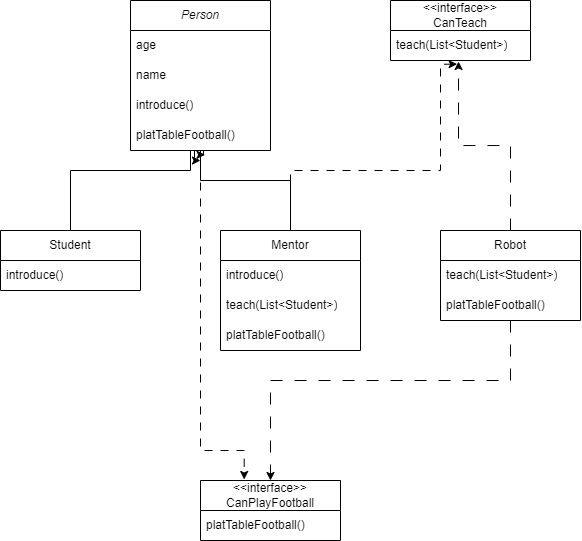 Person
age
name
introduce()
platTableFootball()
<<interface>>
CanTeach
teach(List<Student>)
Student
introduce()
Mentor
introduce()
teach(List<Student>)
platTableFootball()
Robot
teach(List<Student>)
platTableFootball()
<<interface>>
CanPlayFootball
platTableFootball()